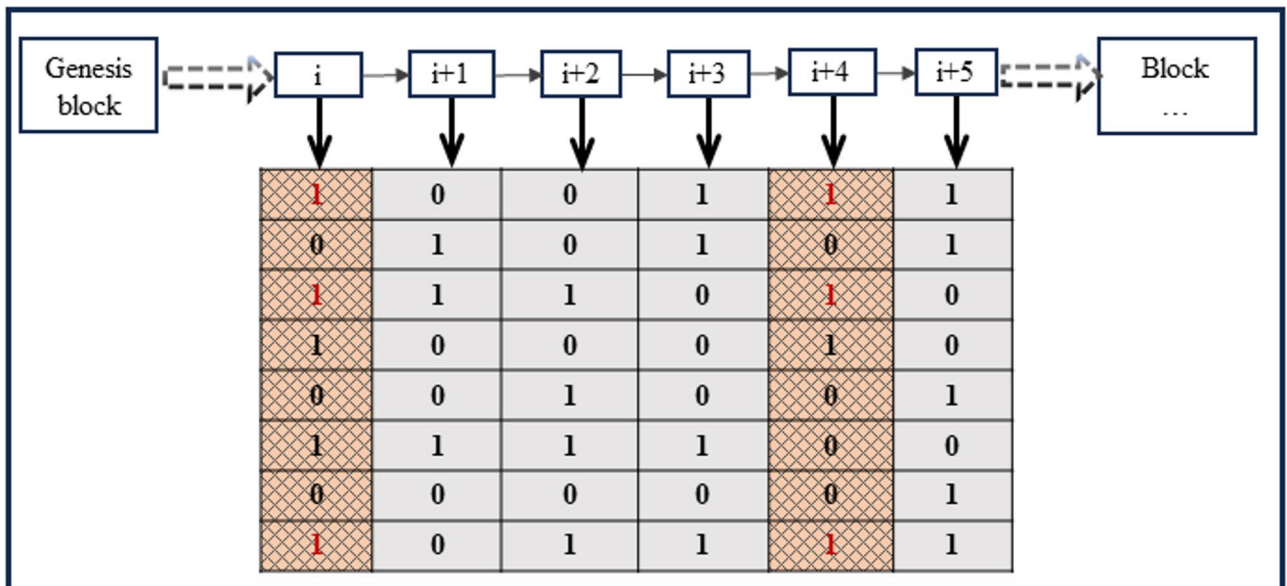 Genesis block
i i+1 i+2 i+3 i+4 i+5
Block
...
1 0 0 1 1 1
0 1 0 1 0 1
1 1 1 0 1 0
1 0 0 0 1 0
0 0 1 0 0 1
1 1 1 1 0 0
0 0 0 0 0 1
1 0 1 1 1 1